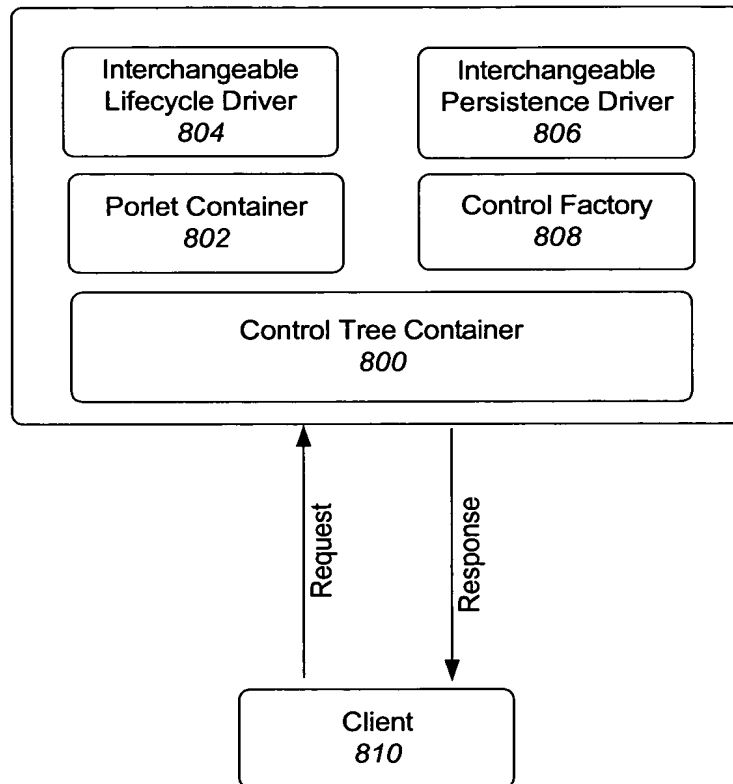 Interchangeable
Lifecycle Driver
804
Interchangeable
Persistence Driver
806
Porlet Container
802
Control Factory
808
Control Tree Container
800
Request
Response
Client
810